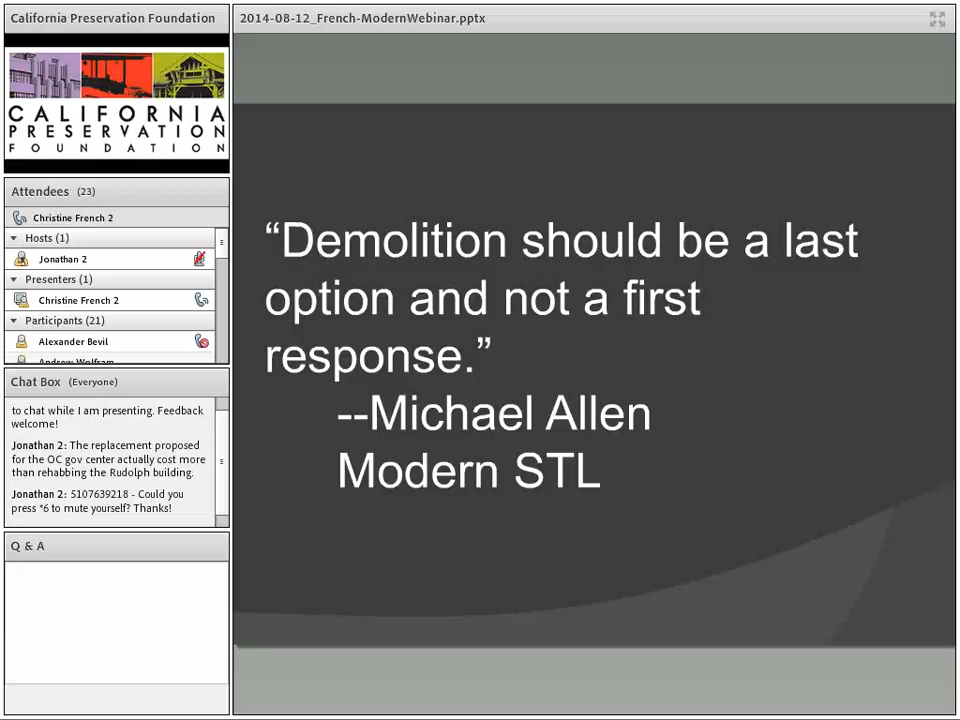 California Preservation Foundation
CALIFORNIA
PRESERVATION
FOUNDATION
Attendees (23)
Christine French 2
Hosts (1)
Jonathan 2
Presenters (1)
Christine French 2
Participants (21)
Alexander Bevil
Andrew Wolfram
Chat Box (Everyone)
to chat while I am presenting. Feedback
welcome!
Jonathan 2: The replacement proposed
for the OC gov center actually cost more
than rehabbing the Rudolph building.
Jonathan 2: 5107639218 - Could you
press *6 to mute yourself? Thanks!
Q & A
2014-08-12_French-ModernWebinar.pptx
“Demolition should be a last
option and not a first
response.”
--Michael Allen
Modern STL